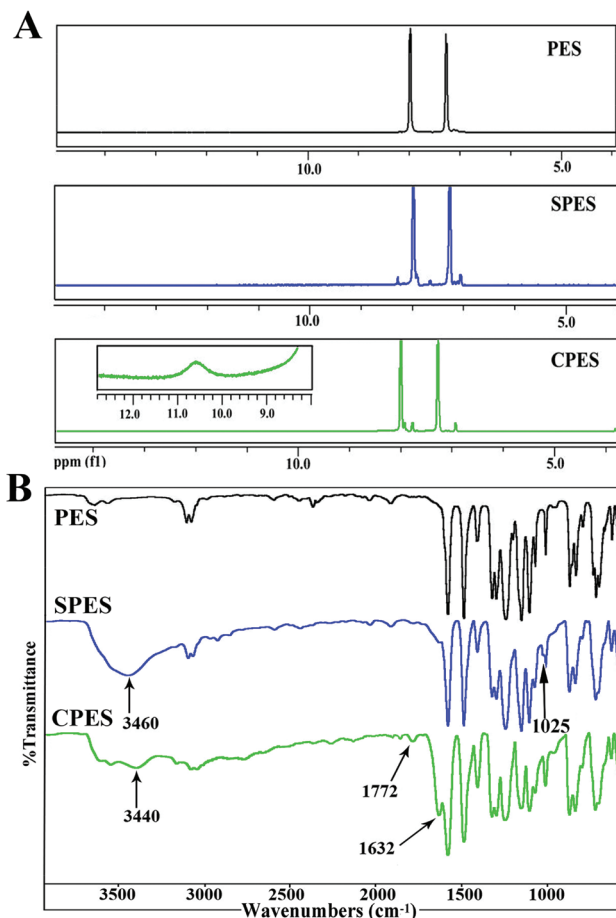 A
PES
10.0 5.0
SPES
10.0 5.0
CPES
12.0 11.0 10.0 9.0
ppm (f1) 10.0 5.0
B
PES
SPES
3460
1025
CPES
3440
1772
1632
%Transmittance
3500 3000 2500 2000 1500 1000
Wavenumbers (cm⁻¹)